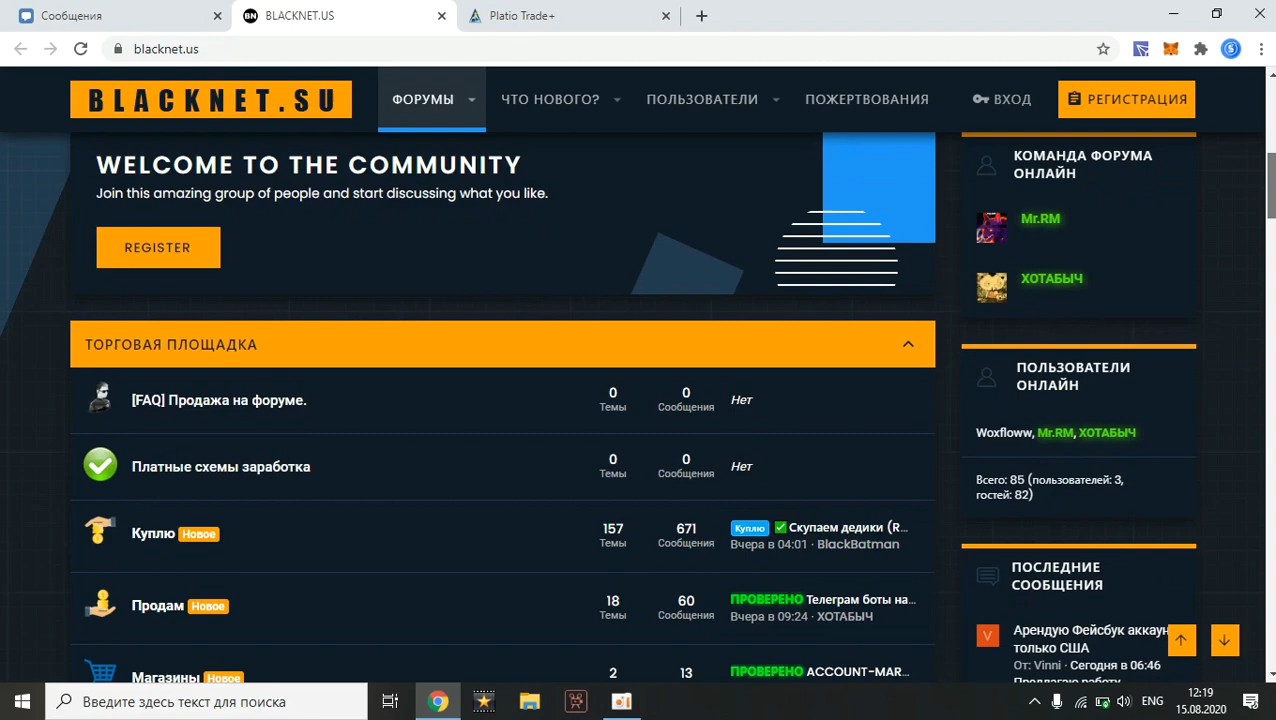 Сообщения
BLACKNET.US
Platio Trade+
blacknet.us
BLACKNET.SU
ФОРУМЫ
ЧТО НОВОГО?
ПОЛЬЗОВАТЕЛИ
ПОЖЕРТВОВАНИЯ
ВХОД
РЕГИСТРАЦИЯ
WELCOME TO THE COMMUNITY
Join this amazing group of people and start discussing what you like.
REGISTER
ТОРГОВАЯ ПЛОЩАДКА
[FAQ] Продажа на форуме.
0 0 Нет
Темы Сообщения
Платные схемы заработка
0 0 Нет
Темы Сообщения
Куплю Новое
157 671 Куплю Скупаем дедики (R...
Темы Сообщения Вчера в 04:01 · BlackBatman
Продам Новое
18 60 ПРОВЕРЕНО Телеграм боты на...
Темы Сообщения Вчера в 09:24 · ХОТАБЫЧ
Магазины Новое
2 13 ПРОВЕРЕНО ACCOUNT-MAR...
КОМАНДА ФОРУМА
ОНЛАЙН
Mr.RM
ХОТАБЫЧ
ПОЛЬЗОВАТЕЛИ
ОНЛАЙН
Woxfloww, Mr.RM, ХОТАБЫЧ
Всего: 85 (пользователей: 3,
гостей: 82)
ПОСЛЕДНИЕ
СООБЩЕНИЯ
V
Арендую Фейсбук аккаун
только США
От: Vinni · Сегодня в 06:46
Предлагаю работу
Введите здесь текст для поиска
ENG
12:19
15.08.2020